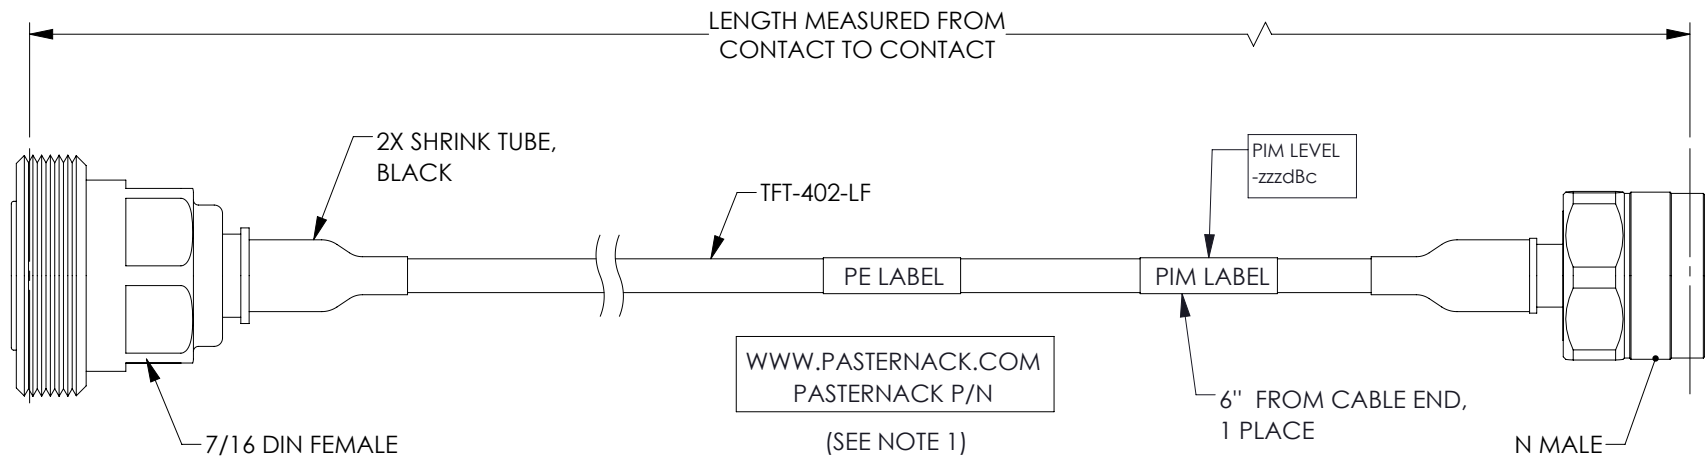 LENGTH MEASURED FROM
CONTACT TO CONTACT
2X SHRINK TUBE,
BLACK
TFT-402-LF
PIM LEVEL
-zzzdBc
PE LABEL
PIM LABEL
WWW.PASTERNACK.COM
PASTERNACK P/N
(SEE NOTE 1)
6" FROM CABLE END,
1 PLACE
7/16 DIN FEMALE
N MALE